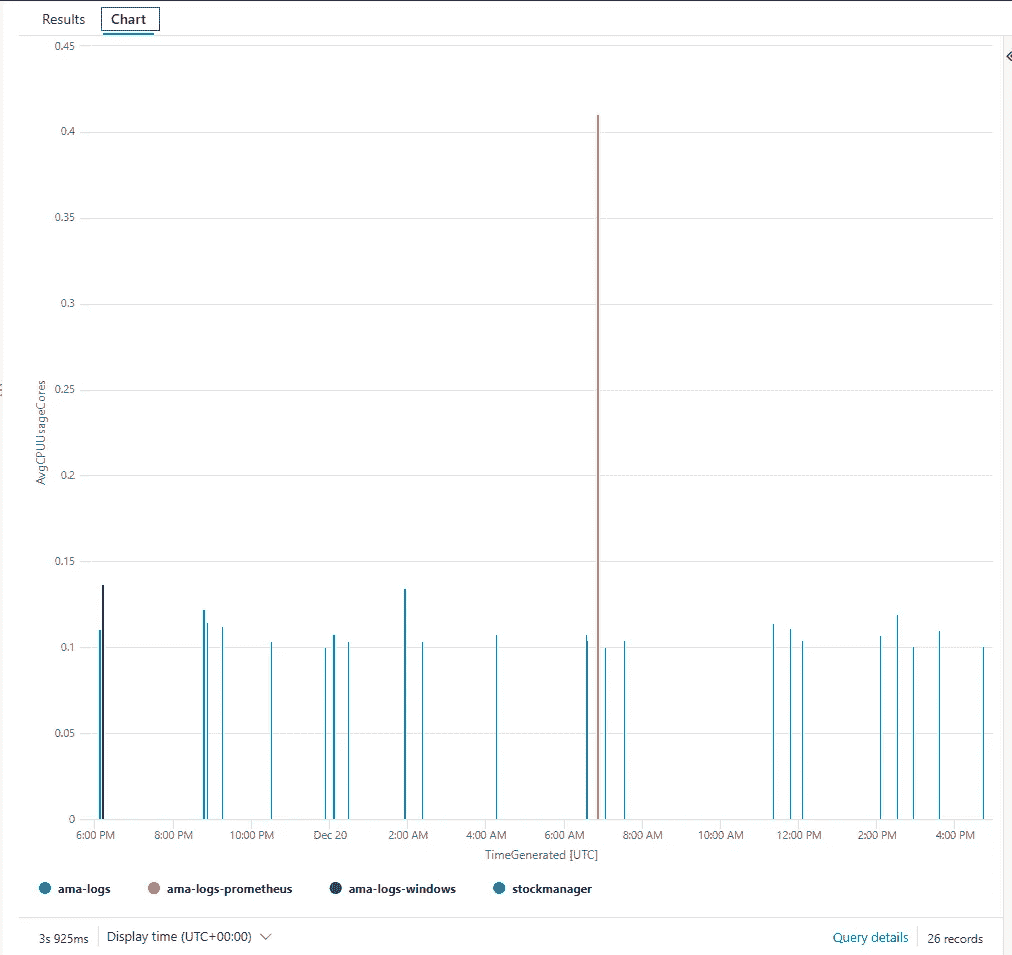 Results Chart
0.45
0.4
0.35
0.3
0.25
0.2
0.15
0.1
0.05
0
AvgCPUUsageCores
6:00 PM 8:00 PM 10:00 PM Dec 20 2:00 AM 4:00 AM 6:00 AM 8:00 AM 10:00 AM 12:00 PM 2:00 PM 4:00 PM
TimeGenerated [UTC]
ama-logs ama-logs-prometheus ama-logs-windows stockmanager
3s 925ms Display time (UTC+00:00) Query details 26 records